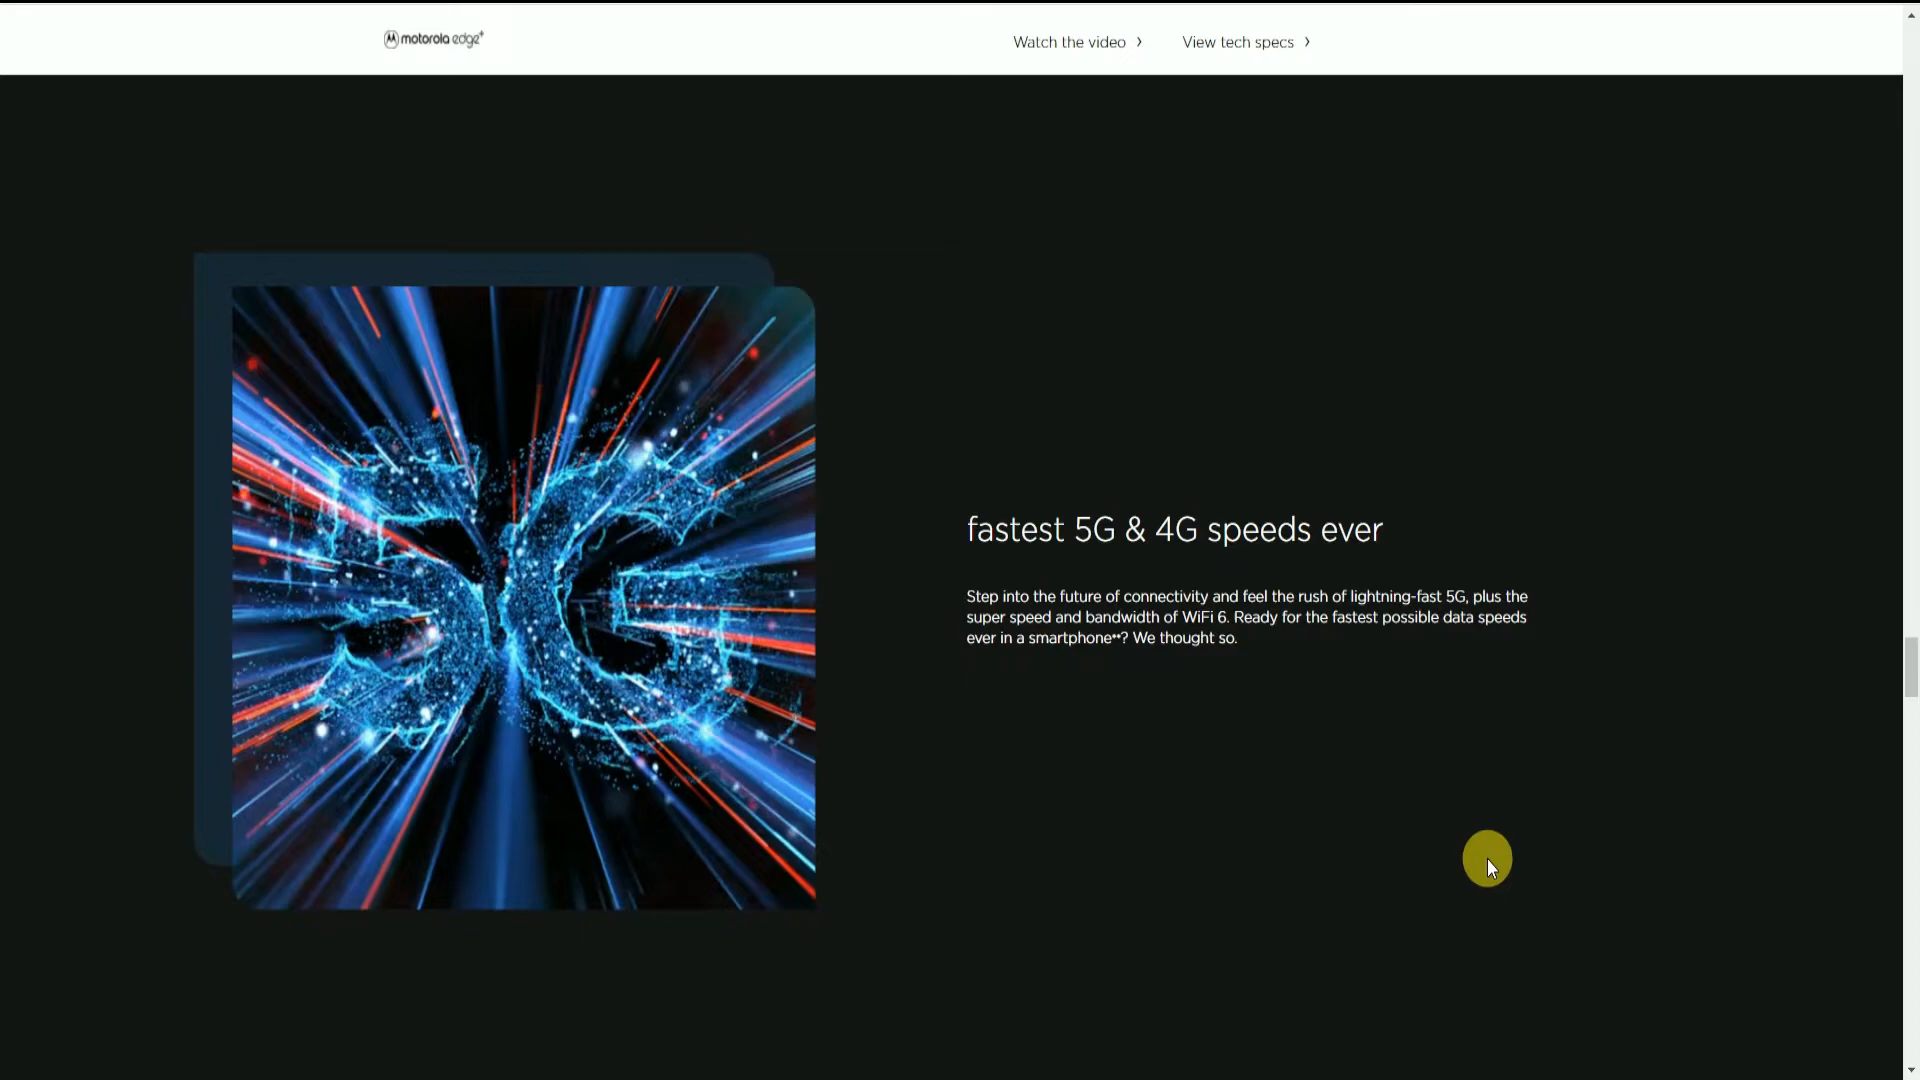 motorola edge+
Watch the video
View tech specs
5G
fastest 5G & 4G speeds ever
Step into the future of connectivity and feel the rush of lightning-fast 5G, plus the
super speed and bandwidth of WiFi 6. Ready for the fastest possible data speeds
ever in a smartphone**? We thought so.